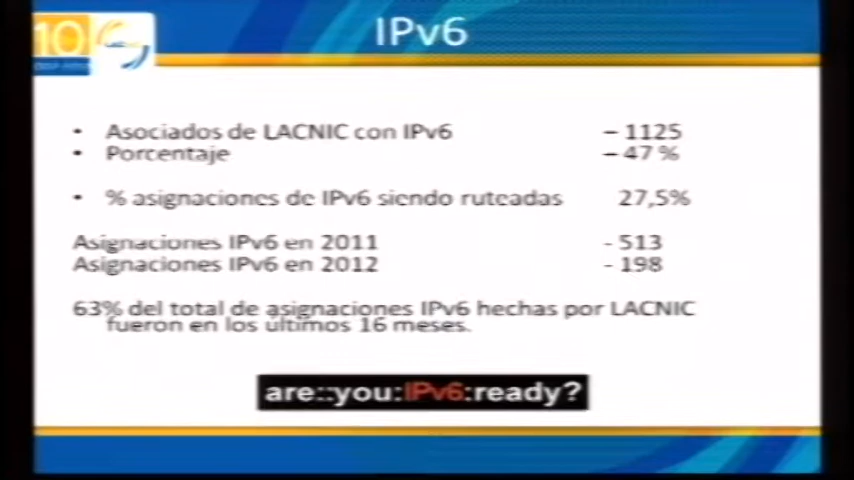 IPv6
10
• Asociados de LACNIC con IPv6 – 1125
• Porcentaje – 47 %
• % asignaciones de IPv6 siendo ruteadas 27,5%
Asignaciones IPv6 en 2011 - 513
Asignaciones IPv6 en 2012 - 198
63% del total de asignaciones IPv6 hechas por LACNIC
fueron en los últimos 16 meses.
are::you:IPv6:ready?